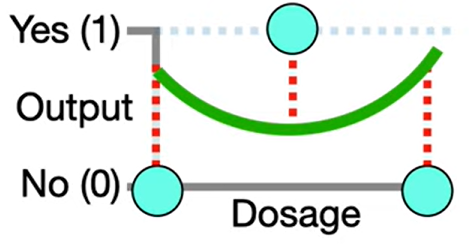 Yes (1)
Output
No (0)
Dosage